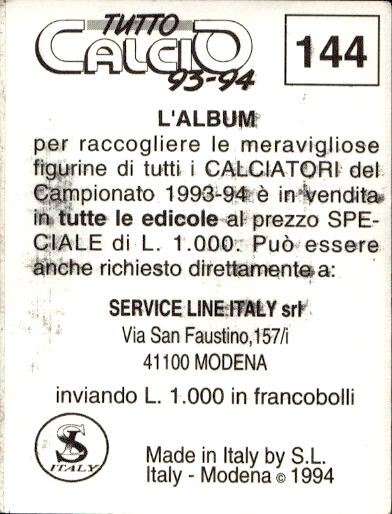 TUTTO
CALCIO
93-94
144
L'ALBUM
per raccogliere le meravigliose
figurine di tutti i CALCIATORI del
Campionato 1993-94 è in vendita
in tutte le edicole al prezzo SPE-
CIALE di L. 1.000. Può essere
anche richiesto direttamente a:
SERVICE LINE ITALY srl
Via San Faustino,157/i
41100 MODENA
inviando L. 1.000 in francobolli
SL
ITALY
Made in Italy by S.L.
Italy - Modena © 1994